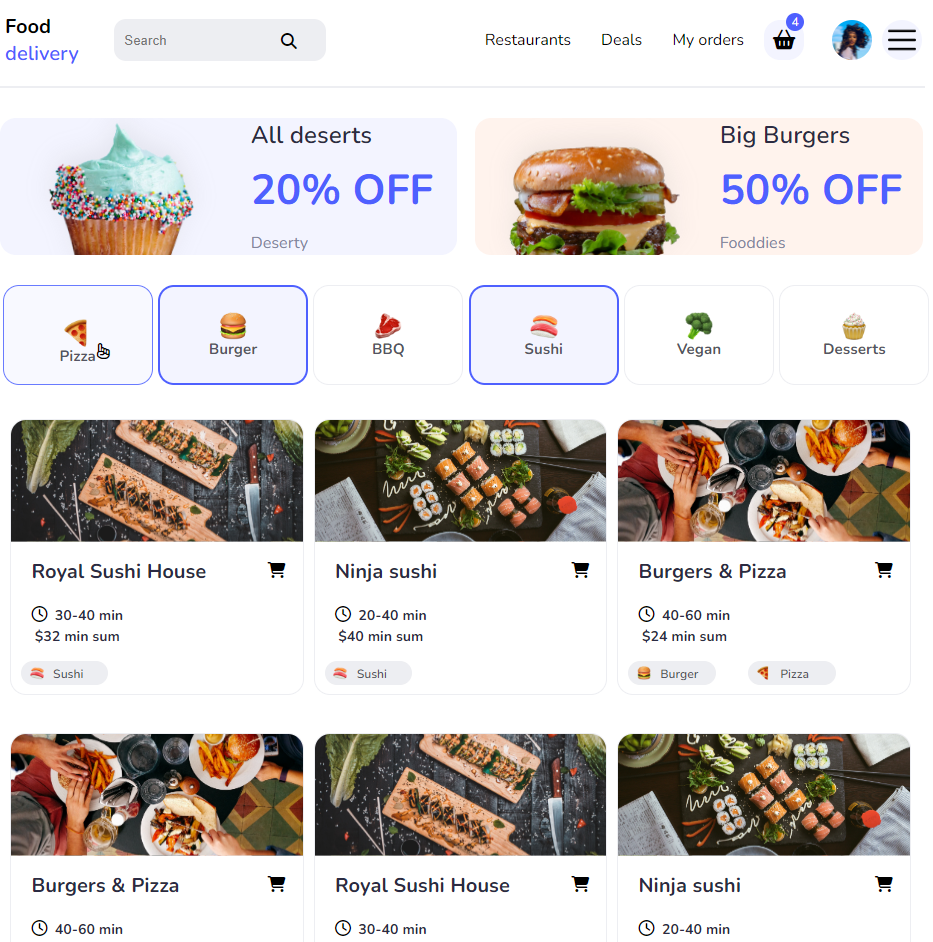 Food
delivery
Search
Restaurants
Deals
My orders
4
All deserts
20% OFF
Deserty
Big Burgers
50% OFF
Fooddies
Pizza
Burger
BBQ
Sushi
Vegan
Desserts
Royal Sushi House
30-40 min
$32 min sum
Sushi
Ninja sushi
20-40 min
$40 min sum
Sushi
Burgers & Pizza
40-60 min
$24 min sum
Burger
Pizza
Burgers & Pizza
40-60 min
Royal Sushi House
30-40 min
Ninja sushi
20-40 min